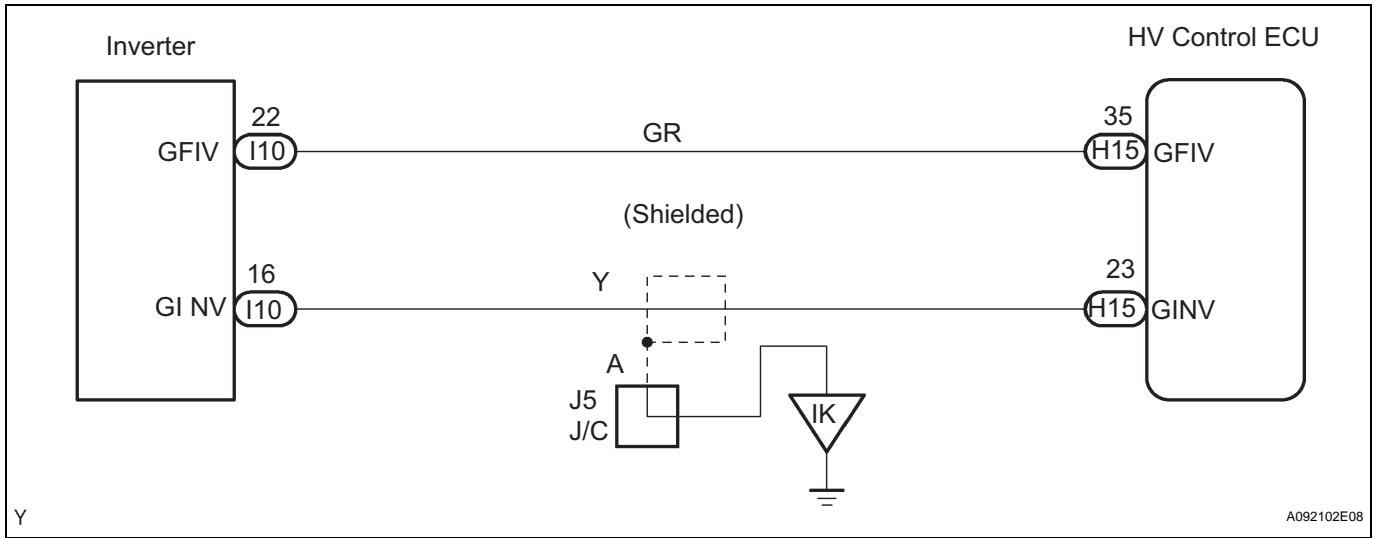 Inverter
HV Control ECU
22
35
GFIV
I10
GR
H15
GFIV
(Shielded)
16
Y
23
GI NV
I10
H15
GINV
A
J5
J/C
IK
Y
A092102E08